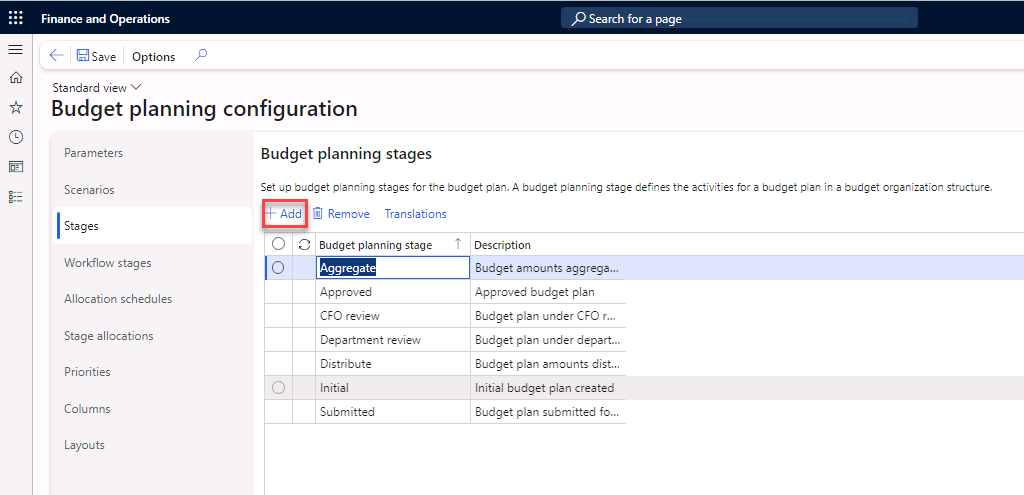 Finance and Operations
Search for a page
Save
Options
Standard view
Budget planning configuration
Parameters
Scenarios
Stages
Workflow stages
Allocation schedules
Stage allocations
Priorities
Columns
Layouts
Budget planning stages
Set up budget planning stages for the budget plan. A budget planning stage defines the activities for a budget plan in a budget organization structure.
+ Add Remove Translations
Budget planning stage ↑ Description
Aggregate Budget amounts aggrega...
Approved Approved budget plan
CFO review Budget plan under CFO r...
Department review Budget plan under depart...
Distribute Budget plan amounts dist...
Initial Initial budget plan created
Submitted Budget plan submitted fo...